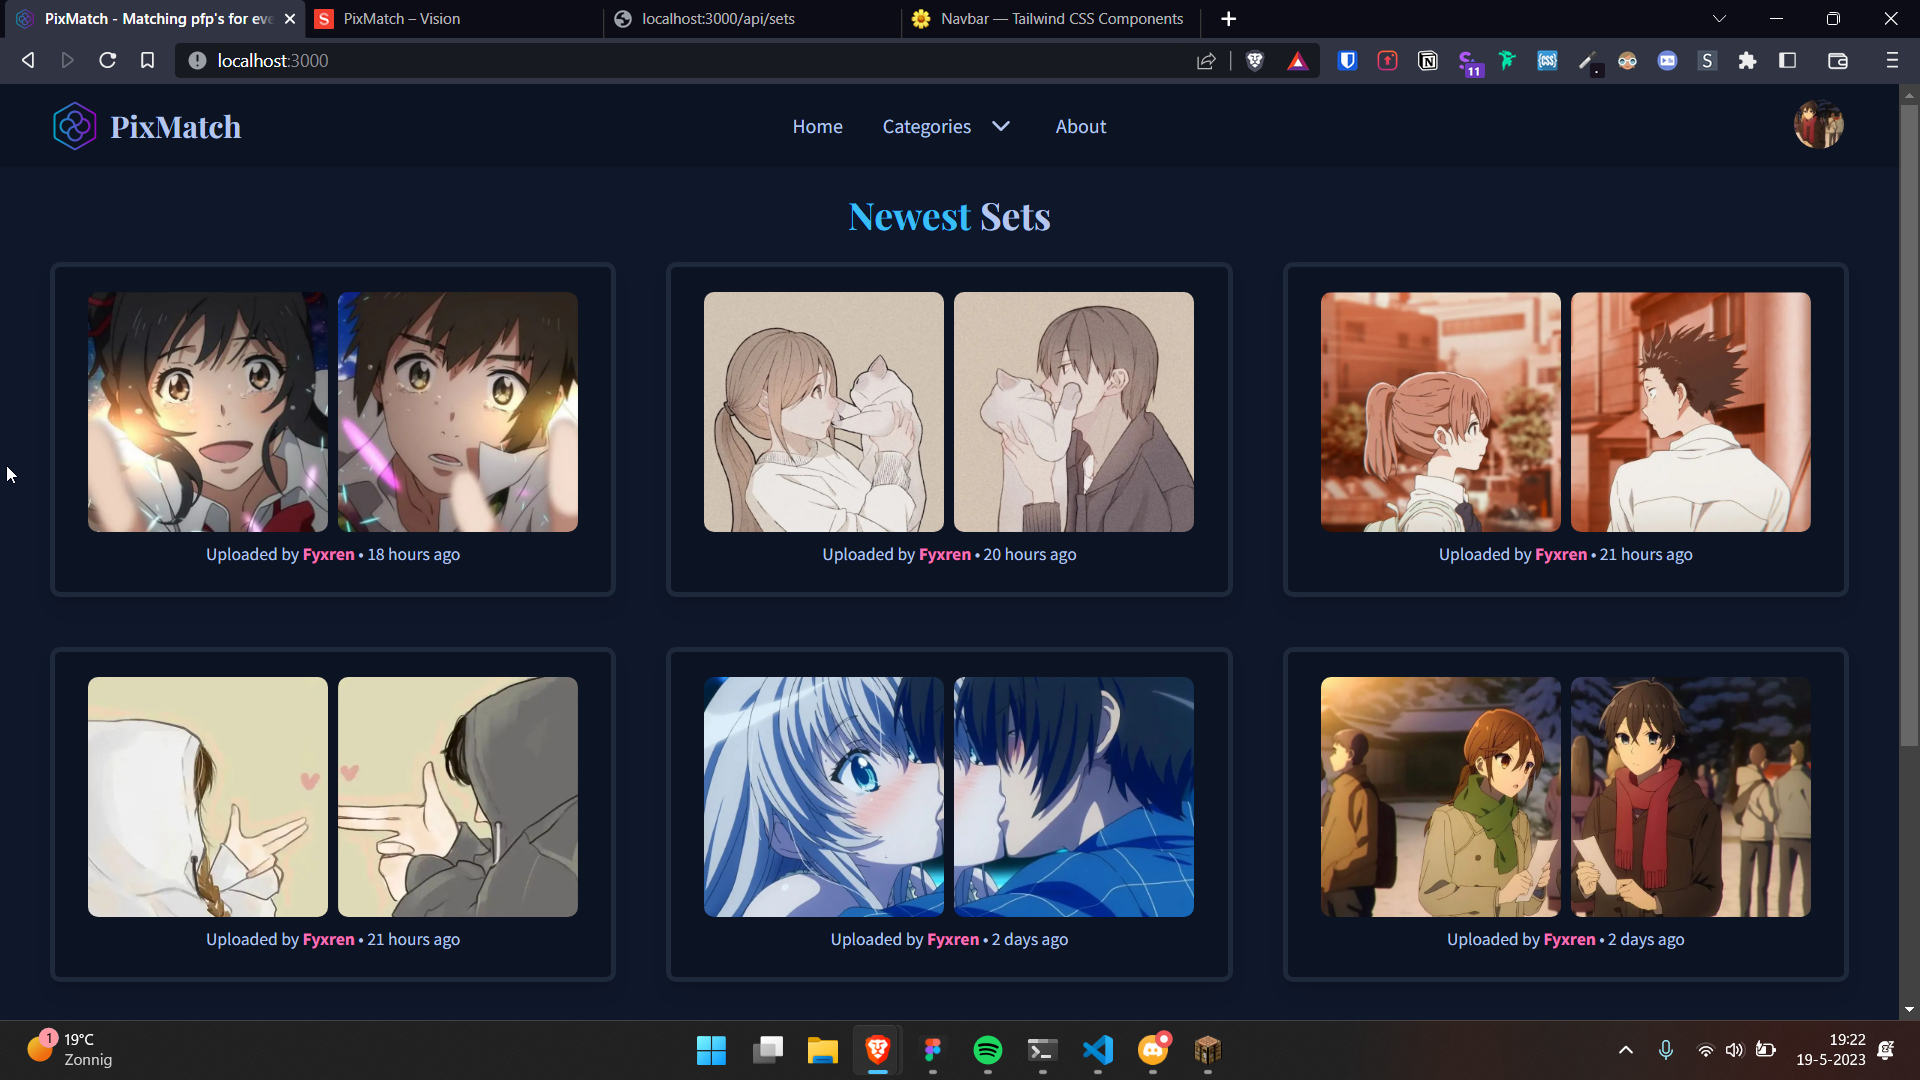 PixMatch - Matching pfp's for eve
PixMatch – Vision
localhost:3000/api/sets
Navbar — Tailwind CSS Components
localhost:3000
11
S
PixMatch
Home
Categories
About
Newest Sets
Uploaded by Fyxren • 18 hours ago
Uploaded by Fyxren • 20 hours ago
Uploaded by Fyxren • 21 hours ago
Uploaded by Fyxren • 21 hours ago
Uploaded by Fyxren • 2 days ago
Uploaded by Fyxren • 2 days ago
1
19°C
Zonnig
19:22
19-5-2023